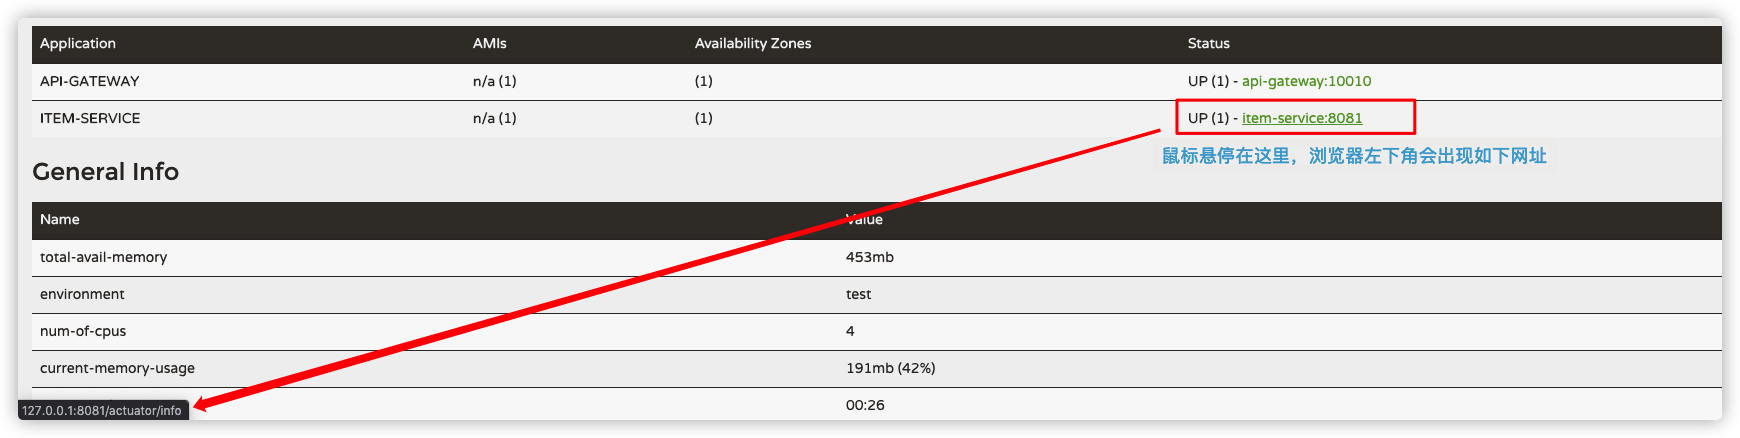 Application AMIs Availability Zones Status
API-GATEWAY n/a (1) (1) UP (1) - api-gateway:10010
ITEM-SERVICE n/a (1) (1) UP (1) - item-service:8081
鼠标悬停在这里，浏览器左下角会出现如下网址
General Info
Name Value
total-avail-memory 453mb
environment test
num-of-cpus 4
current-memory-usage 191mb (42%)
00:26
127.0.0.1:8081/actuator/info